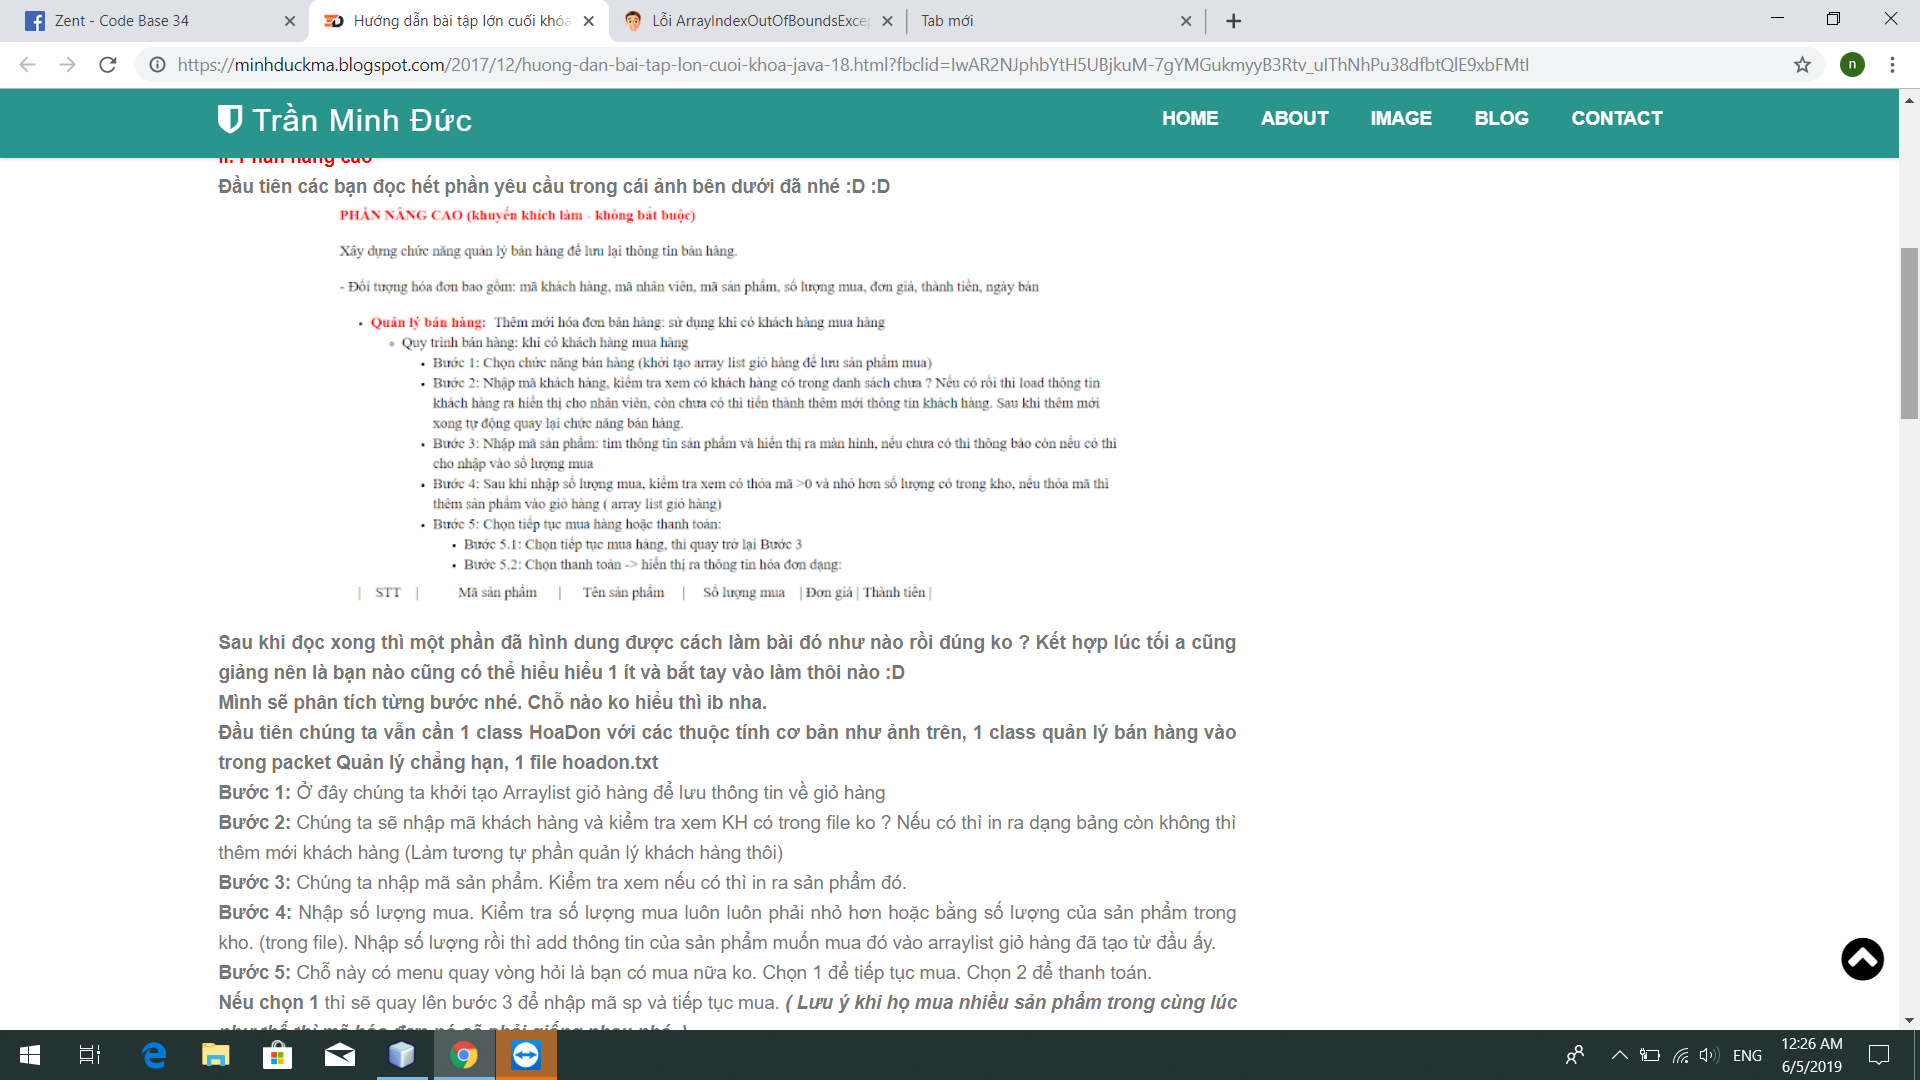 Zent - Code Base 34
Hướng dẫn bài tập lớn cuối khóa
Lỗi ArrayIndexOutOfBoundsExcep
Tab mới
https://minhduckma.blogspot.com/2017/12/huong-dan-bai-tap-lon-cuoi-khoa-java-18.html?fbclid=IwAR2NJphbYtH5UBjkuM-7gYMGukmyyB3Rtv_uIThNhPu38dfbtQlE9xbFMtI
n
Trần Minh Đức
HOME ABOUT IMAGE BLOG CONTACT
II. Phần nâng cao
Đầu tiên các bạn đọc hết phần yêu cầu trong cái ảnh bên dưới đã nhé :D :D
PHẦN NÂNG CAO (khuyến khích làm - không bắt buộc)
Xây dựng chức năng quản lý bán hàng để lưu lại thông tin bán hàng.
- Đối tượng hóa đơn bao gồm: mã khách hàng, mã nhân viên, mã sản phẩm, số lượng mua, đơn giá, thành tiền, ngày bán
• Quản lý bán hàng: Thêm mới hóa đơn bán hàng: sử dụng khi có khách hàng mua hàng
◦ Quy trình bán hàng: khi có khách hàng mua hàng
• Bước 1: Chọn chức năng bán hàng (khởi tạo array list giỏ hàng để lưu sản phẩm mua)
• Bước 2: Nhập mã khách hàng, kiểm tra xem có khách hàng có trong danh sách chưa ? Nếu có rồi thì load thông tin
khách hàng ra hiển thị cho nhân viên, còn chưa có thì tiến thành thêm mới thông tin khách hàng. Sau khi thêm mới
xong tự động quay lại chức năng bán hàng.
• Bước 3: Nhập mã sản phẩm: tìm thông tin sản phẩm và hiển thị ra màn hình, nếu chưa có thì thông báo còn nếu có thì
cho nhập vào số lượng mua
• Bước 4: Sau khi nhập số lượng mua, kiểm tra xem có thỏa mã >0 và nhỏ hơn số lượng có trong kho, nếu thỏa mã thì
thêm sản phẩm vào giỏ hàng ( array list giỏ hàng)
• Bước 5: Chọn tiếp tục mua hàng hoặc thanh toán:
• Bước 5.1: Chọn tiếp tục mua hàng, thì quay trở lại Bước 3
• Bước 5.2: Chọn thanh toán -> hiển thị ra thông tin hóa đơn dạng:
| STT | Mã sản phẩm | Tên sản phẩm | Số lượng mua | Đơn giá | Thành tiền |
Sau khi đọc xong thì một phần đã hình dung được cách làm bài đó như nào rồi đúng ko ? Kết hợp lúc tối a cũng
giảng nên là bạn nào cũng có thể hiểu hiểu 1 ít và bắt tay vào làm thôi nào :D
Mình sẽ phân tích từng bước nhé. Chỗ nào ko hiểu thì ib nha.
Đầu tiên chúng ta vẫn cần 1 class HoaDon với các thuộc tính cơ bản như ảnh trên, 1 class quản lý bán hàng vào
trong packet Quản lý chẳng hạn, 1 file hoadon.txt
Bước 1: Ở đây chúng ta khởi tạo Arraylist giỏ hàng để lưu thông tin về giỏ hàng
Bước 2: Chúng ta sẽ nhập mã khách hàng và kiểm tra xem KH có trong file ko ? Nếu có thì in ra dạng bảng còn không thì
thêm mới khách hàng (Làm tương tự phần quản lý khách hàng thôi)
Bước 3: Chúng ta nhập mã sản phẩm. Kiểm tra xem nếu có thì in ra sản phẩm đó.
Bước 4: Nhập số lượng mua. Kiểm tra số lượng mua luôn luôn phải nhỏ hơn hoặc bằng số lượng của sản phẩm trong
kho. (trong file). Nhập số lượng rồi thì add thông tin của sản phẩm muốn mua đó vào arraylist giỏ hàng đã tạo từ đầu ấy.
Bước 5: Chỗ này có menu quay vòng hỏi là bạn có mua nữa ko. Chọn 1 để tiếp tục mua. Chọn 2 để thanh toán.
Nếu chọn 1 thì sẽ quay lên bước 3 để nhập mã sp và tiếp tục mua. ( Lưu ý khi họ mua nhiều sản phẩm trong cùng lúc
như thế thì mã hóa đơn nó sẽ phải giống nhau nhé. )
ENG
12:26 AM
6/5/2019